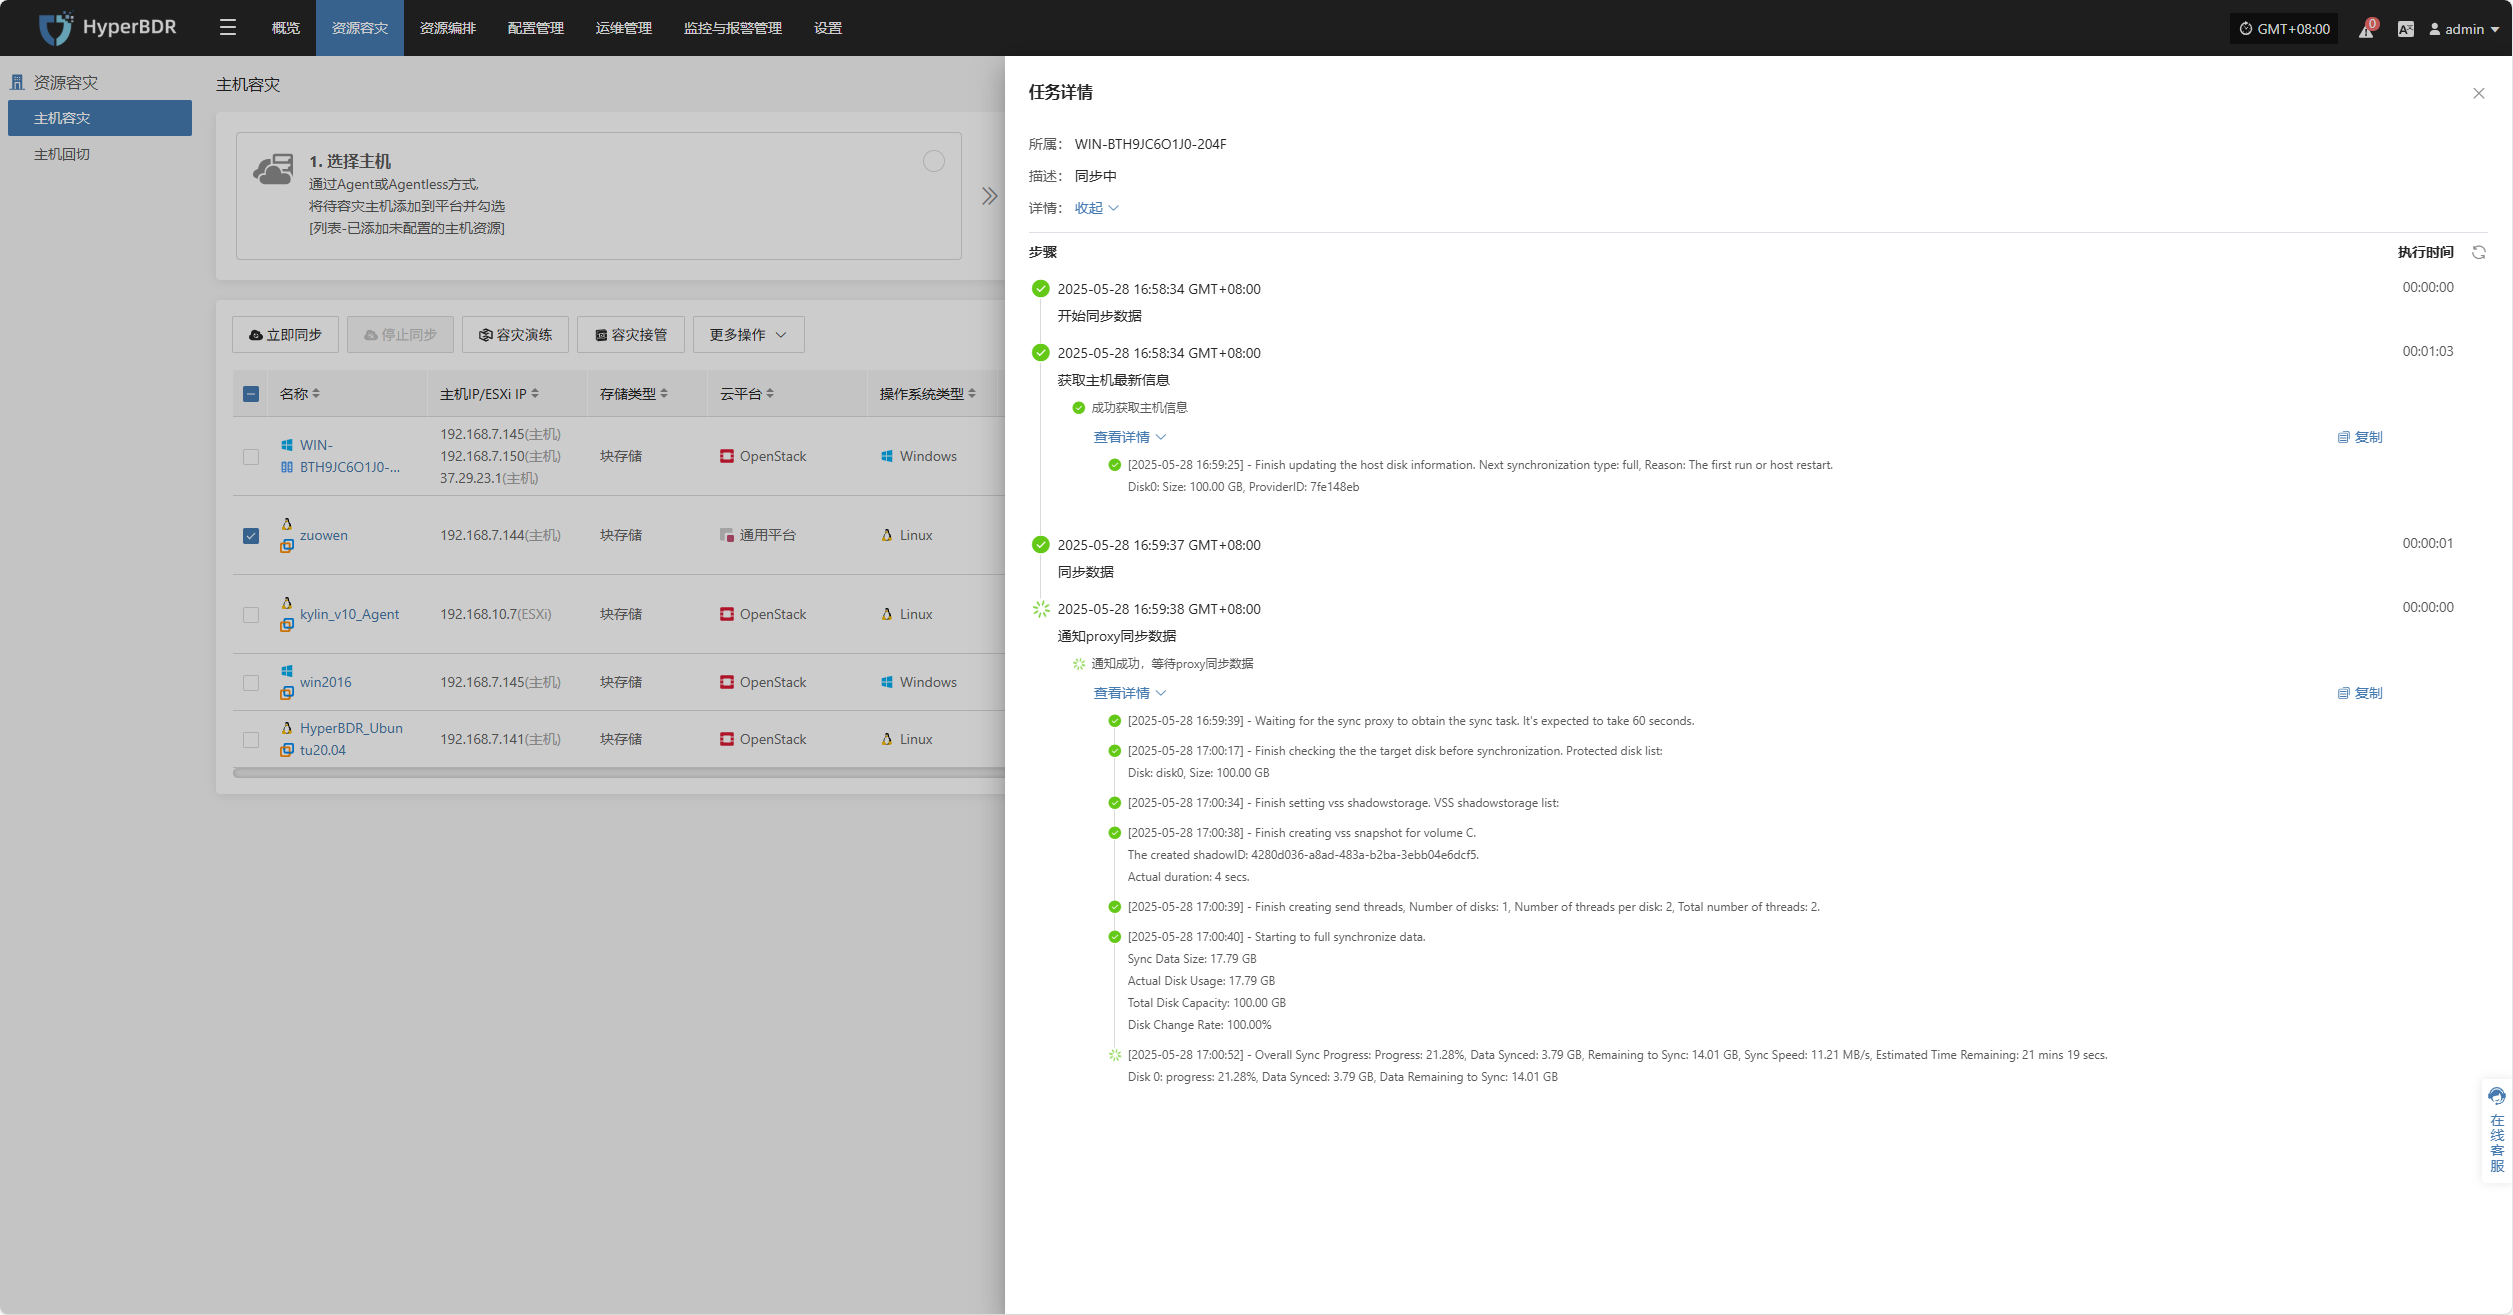 HyperBDR
概览
资源容灾
资源编排
配置管理
运维管理
监控与报警管理
设置
GMT+08:00
0
admin
资源容灾
主机容灾
主机回切
主机容灾
1. 选择主机
通过Agent或Agentless方式,
将待容灾主机添加到平台并勾选
[列表-已添加未配置的主机资源]
立即同步
停止同步
容灾演练
容灾接管
更多操作
名称 主机IP/ESXi IP 存储类型 云平台 操作系统类型
WIN-
BTH9JC6O1J0-...
192.168.7.145(主机)
192.168.7.150(主机)
37.29.23.1(主机)
块存储 OpenStack Windows
zuowen 192.168.7.144(主机) 块存储 通用平台 Linux
kylin_v10_Agent 192.168.10.7(ESXi) 块存储 OpenStack Linux
win2016 192.168.7.145(主机) 块存储 OpenStack Windows
HyperBDR_Ubun
tu20.04
192.168.7.141(主机) 块存储 OpenStack Linux
任务详情
所属： WIN-BTH9JC6O1J0-204F
描述： 同步中
详情： 收起
步骤 执行时间
2025-05-28 16:58:34 GMT+08:00 00:00:00
开始同步数据
2025-05-28 16:58:34 GMT+08:00 00:01:03
获取主机最新信息
成功获取主机信息
查看详情 复制
[2025-05-28 16:59:25] - Finish updating the host disk information. Next synchronization type: full, Reason: The first run or host restart.
Disk0: Size: 100.00 GB, ProviderID: 7fe148eb
2025-05-28 16:59:37 GMT+08:00 00:00:01
同步数据
2025-05-28 16:59:38 GMT+08:00 00:00:00
通知proxy同步数据
通知成功，等待proxy同步数据
查看详情 复制
[2025-05-28 16:59:39] - Waiting for the sync proxy to obtain the sync task. It's expected to take 60 seconds.
[2025-05-28 17:00:17] - Finish checking the the target disk before synchronization. Protected disk list:
Disk: disk0, Size: 100.00 GB
[2025-05-28 17:00:34] - Finish setting vss shadowstorage. VSS shadowstorage list:
[2025-05-28 17:00:38] - Finish creating vss snapshot for volume C.
The created shadowID: 4280d036-a8ad-483a-b2ba-3ebb04e6dcf5.
Actual duration: 4 secs.
[2025-05-28 17:00:39] - Finish creating send threads, Number of disks: 1, Number of threads per disk: 2, Total number of threads: 2.
[2025-05-28 17:00:40] - Starting to full synchronize data.
Sync Data Size: 17.79 GB
Actual Disk Usage: 17.79 GB
Total Disk Capacity: 100.00 GB
Disk Change Rate: 100.00%
[2025-05-28 17:00:52] - Overall Sync Progress: Progress: 21.28%, Data Synced: 3.79 GB, Remaining to Sync: 14.01 GB, Sync Speed: 11.21 MB/s, Estimated Time Remaining: 21 mins 19 secs.
Disk 0: progress: 21.28%, Data Synced: 3.79 GB, Data Remaining to Sync: 14.01 GB
在线客服